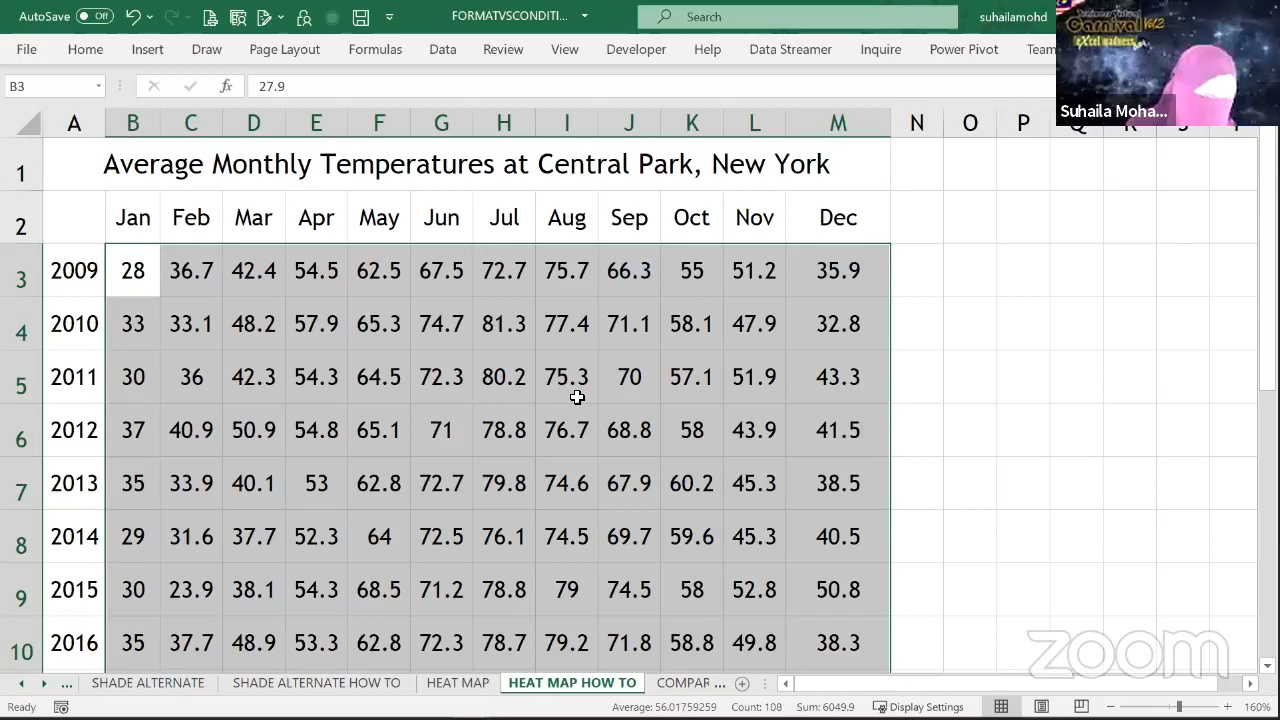 AutoSave Off FORMATVSCONDITI... Search suhailamohd
File Home Insert Draw Page Layout Formulas Data Review View Developer Help Data Streamer Inquire Power Pivot Team
Carnival Vol2
eXcel madness
Suhaila Moha...
B3 fx 27.9
A B C D E F G H I J K L M N O P Q R S T
1 Average Monthly Temperatures at Central Park, New York
2 Jan Feb Mar Apr May Jun Jul Aug Sep Oct Nov Dec
3 2009 28 36.7 42.4 54.5 62.5 67.5 72.7 75.7 66.3 55 51.2 35.9
4 2010 33 33.1 48.2 57.9 65.3 74.7 81.3 77.4 71.1 58.1 47.9 32.8
5 2011 30 36 42.3 54.3 64.5 72.3 80.2 75.3 70 57.1 51.9 43.3
6 2012 37 40.9 50.9 54.8 65.1 71 78.8 76.7 68.8 58 43.9 41.5
7 2013 35 33.9 40.1 53 62.8 72.7 79.8 74.6 67.9 60.2 45.3 38.5
8 2014 29 31.6 37.7 52.3 64 72.5 76.1 74.5 69.7 59.6 45.3 40.5
9 2015 30 23.9 38.1 54.3 68.5 71.2 78.8 79 74.5 58 52.8 50.8
10 2016 35 37.7 48.9 53.3 62.8 72.3 78.7 79.2 71.8 58.8 49.8 38.3
zoom
... SHADE ALTERNATE SHADE ALTERNATE HOW TO HEAT MAP HEAT MAP HOW TO COMPAR ...
Ready Average: 56.01759259 Count: 108 Sum: 6049.9 Display Settings 160%